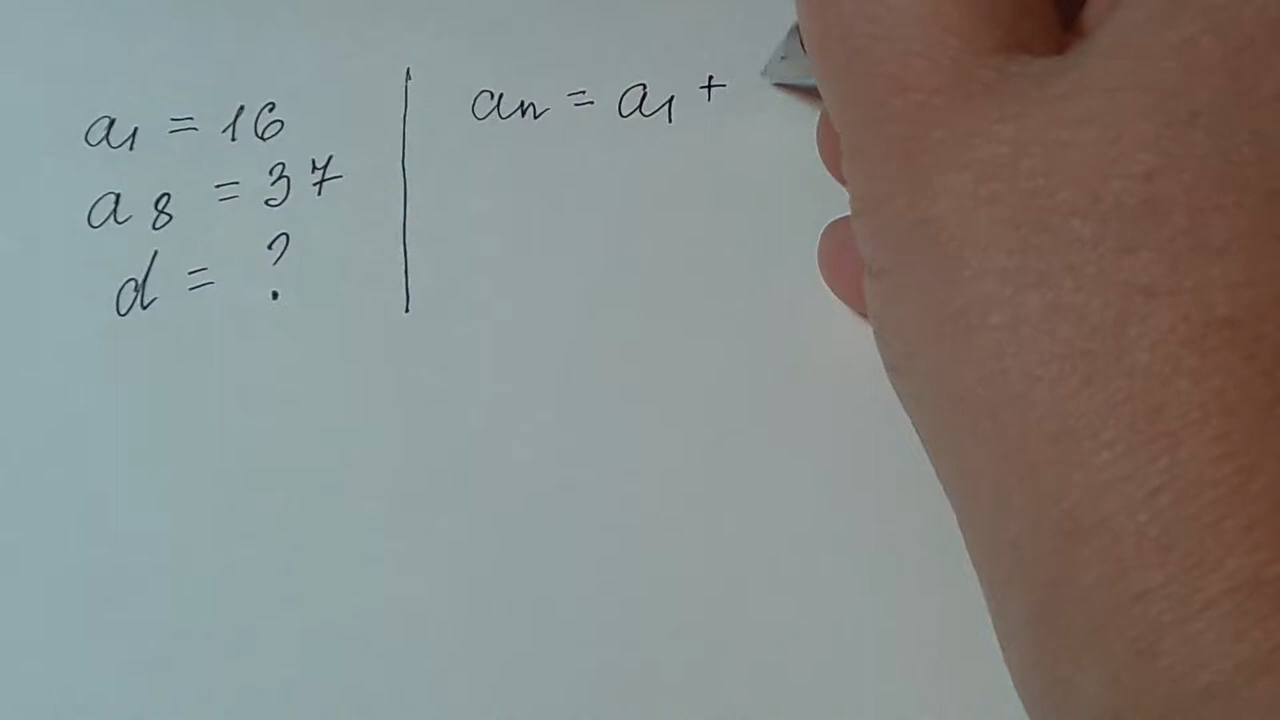 a₁ = 16
a₈ = 37
d = ?
aₙ = a₁ +